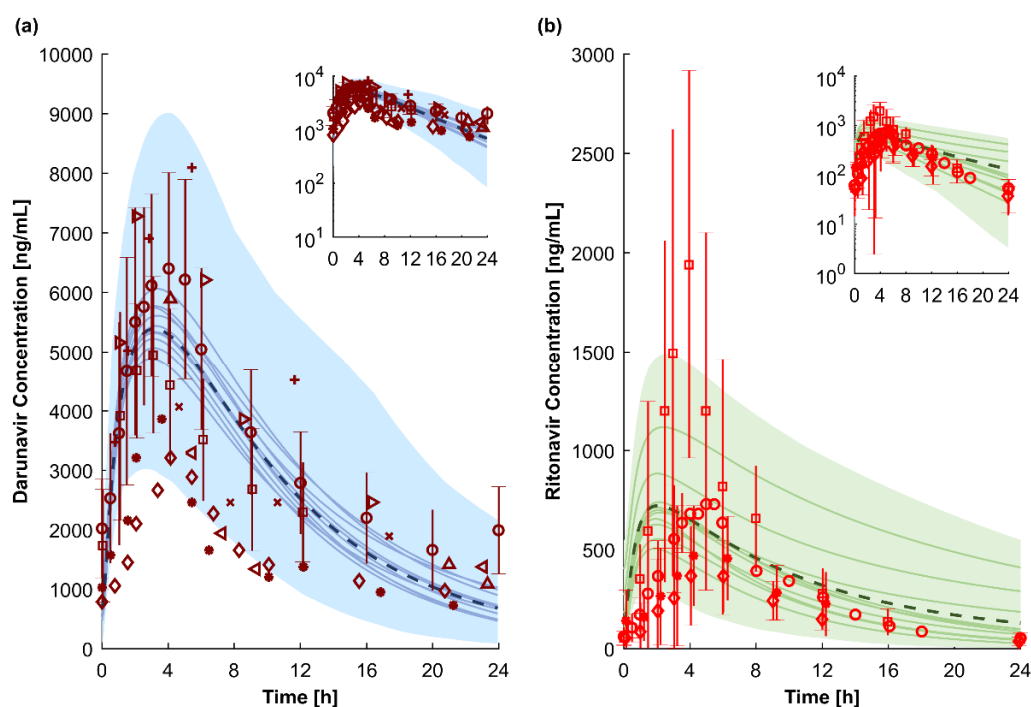 (a)
10000
9000
8000
7000
6000
5000
4000
3000
2000
1000
0
Darunavir Concentration [ng/mL]
0 4 8 12 16 20 24
Time [h]
10^4
10^3
10^2
10^1
0 4 8 12 16 20 24
(b)
3000
2500
2000
1500
1000
500
0
Ritonavir Concentration [ng/mL]
0 4 8 12 16 20 24
Time [h]
10^4
10^3
10^2
10^1
10^0
0 4 8 12 16 24